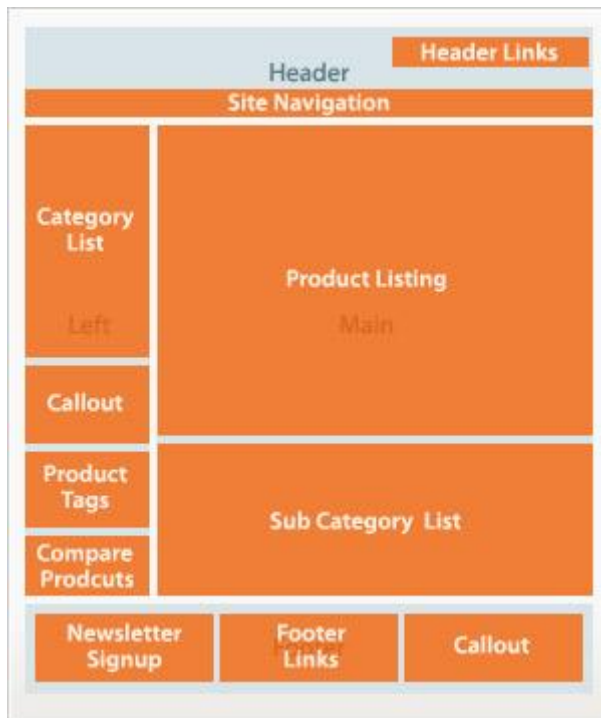 Header Links
Header
Site Navigation
Category
List
Left
Callout
Product
Tags
Compare
Prodcuts
Product Listing
Main
Sub Category List
Newsletter
Signup
Footer
Links
Footer
Callout